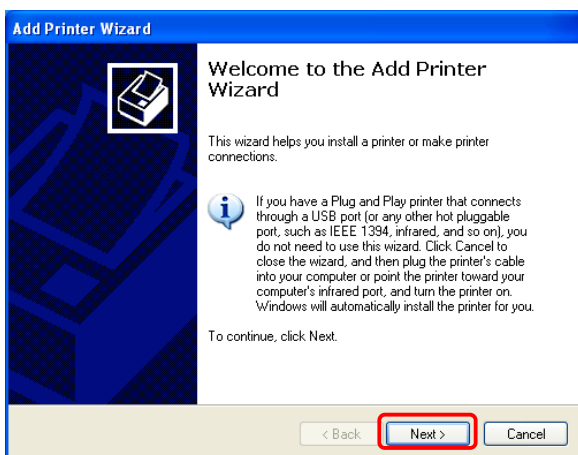 Add Printer Wizard
Welcome to the Add Printer
Wizard
This wizard helps you install a printer or make printer
connections.
If you have a Plug and Play printer that connects
through a USB port (or any other hot pluggable
port, such as IEEE 1394, infrared, and so on), you
do not need to use this wizard. Click Cancel to
close the wizard, and then plug the printer's cable
into your computer or point the printer toward your
computer's infrared port, and turn the printer on.
Windows will automatically install the printer for you.
To continue, click Next.
< Back Next > Cancel